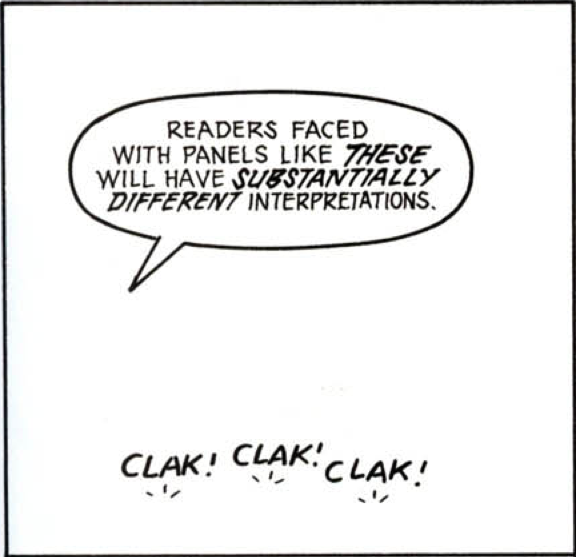 READERS FACED
WITH PANELS LIKE THESE
WILL HAVE SUBSTANTIALLY
DIFFERENT INTERPRETATIONS.
CLAK! CLAK! CLAK!